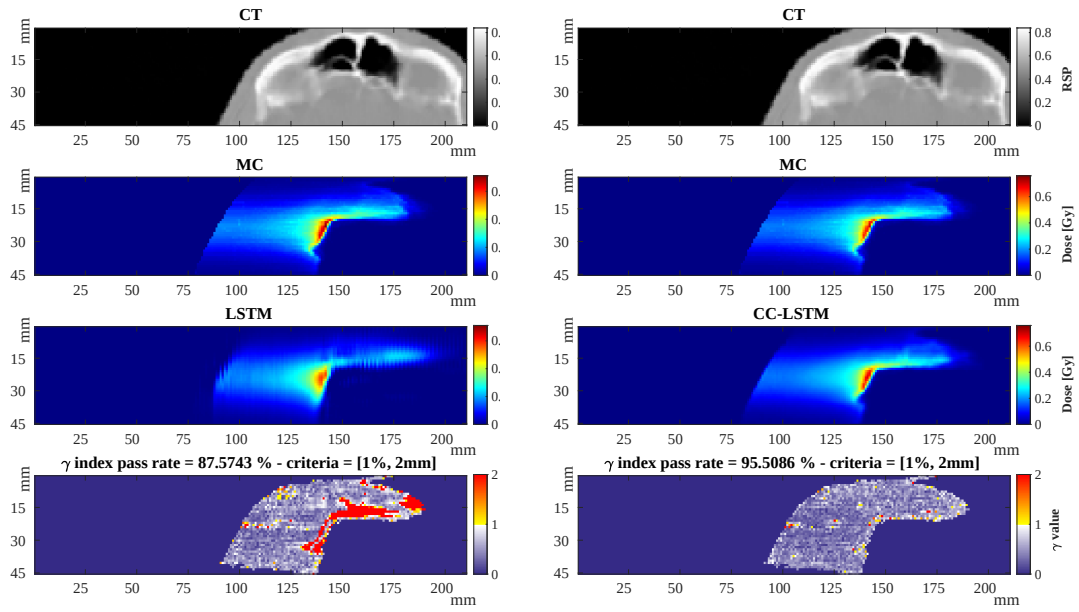 CT
mm
15
30
45
25 50 75 100 125 150 175 200
mm
0.
0.
0.
0.
0
CT
mm
15
30
45
25 50 75 100 125 150 175 200
mm
0.8
0.6
0.4
0.2
0
RSP
MC
mm
15
30
45
25 50 75 100 125 150 175 200
mm
0.
0.
0.
0
MC
mm
15
30
45
25 50 75 100 125 150 175 200
mm
0.6
0.4
0.2
0
Dose [Gy]
LSTM
mm
15
30
45
25 50 75 100 125 150 175 200
mm
0.
0.
0.
0
CC-LSTM
mm
15
30
45
25 50 75 100 125 150 175 200
mm
0.6
0.4
0.2
0
Dose [Gy]
γ index pass rate = 87.5743 % - criteria = [1%, 2mm]
mm
15
30
45
25 50 75 100 125 150 175 200
mm
2
1
0
γ index pass rate = 95.5086 % - criteria = [1%, 2mm]
mm
15
30
45
25 50 75 100 125 150 175 200
mm
2
1
0
γ value